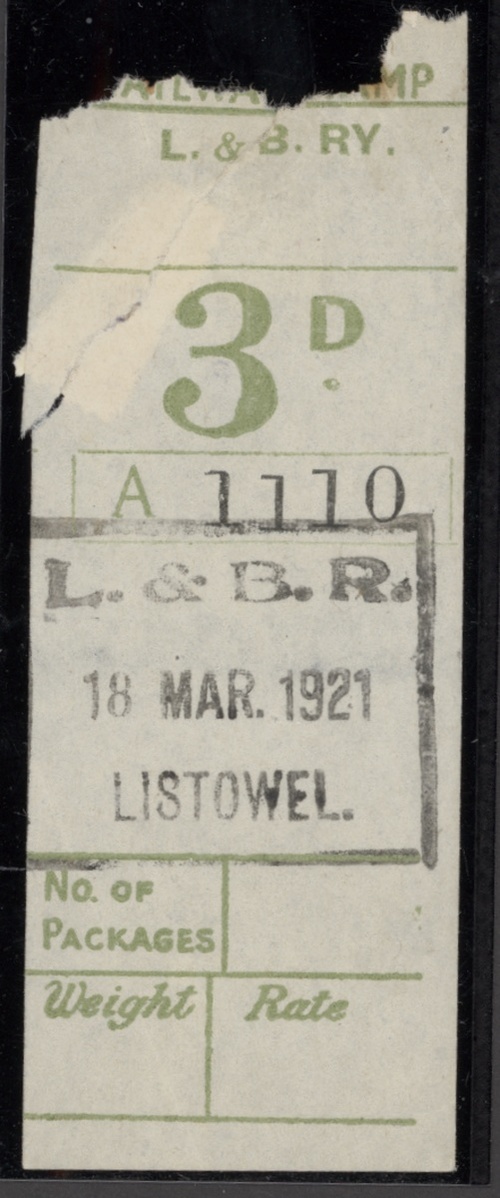 L. & B. RY.
3D.
A 1110
L. & B. R.
18 MAR. 1921
LISTOWEL.
No. OF
PACKAGES
Weight Rate